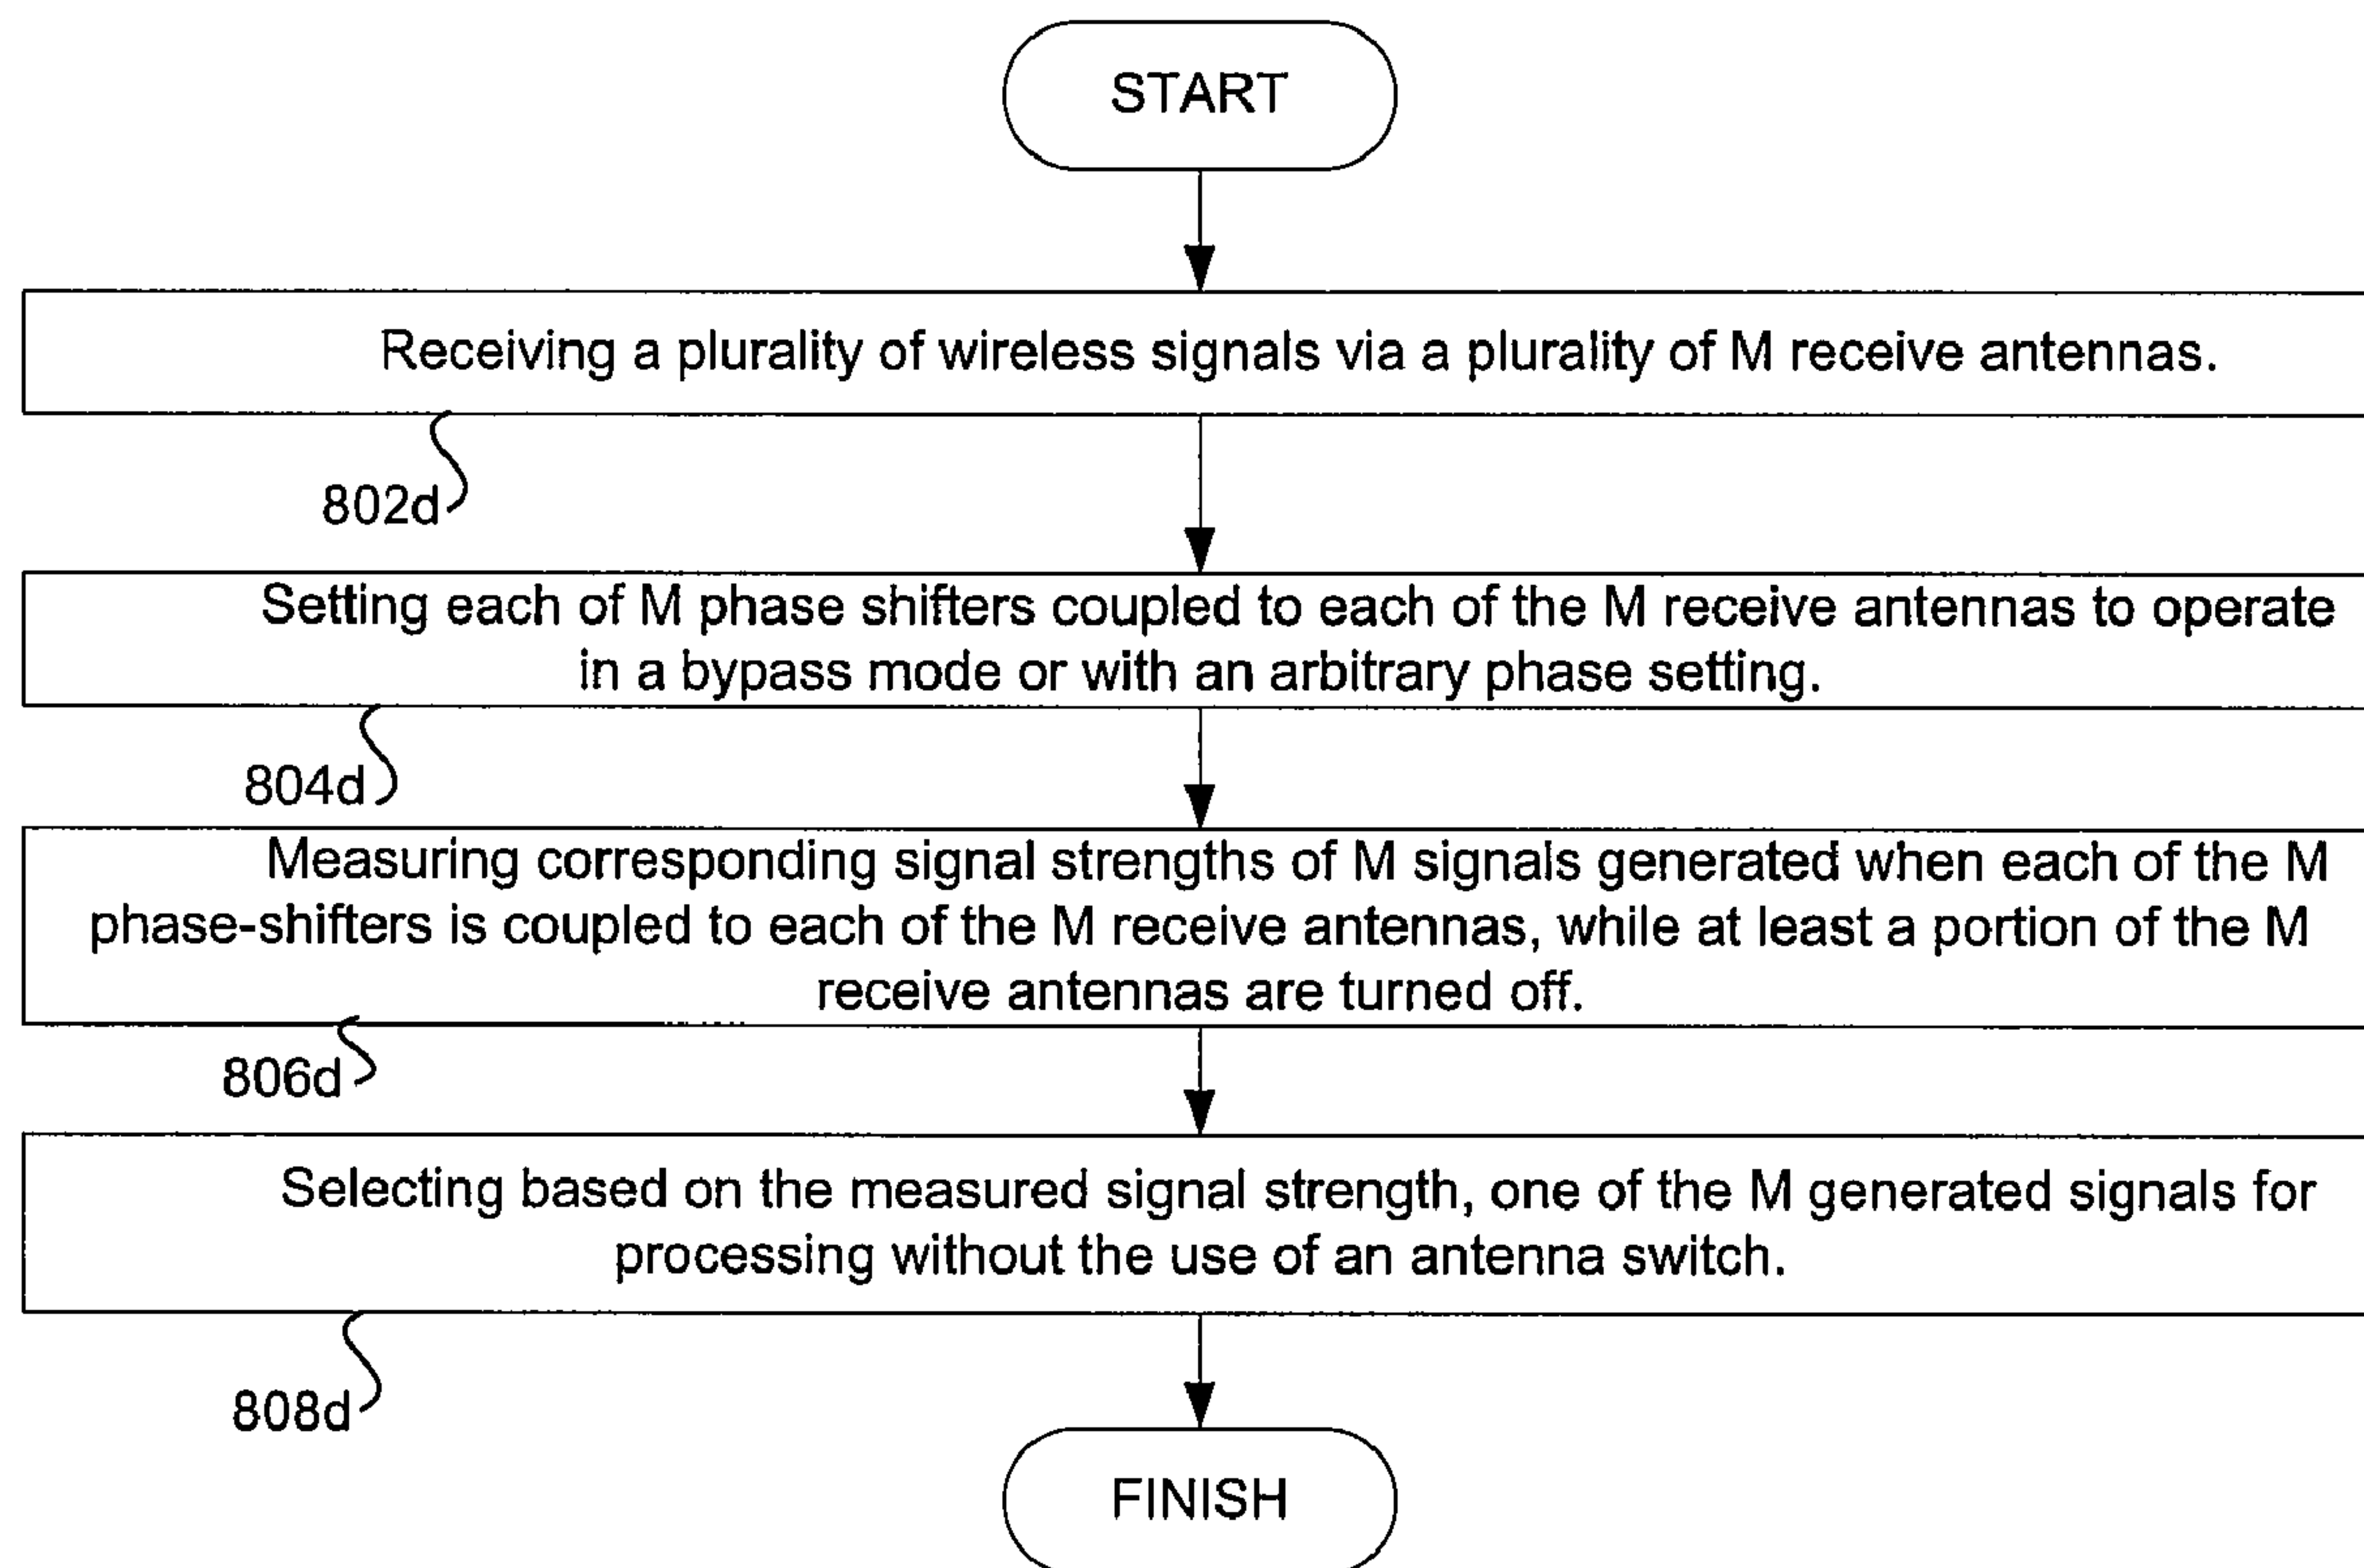 START
Receiving a plurality of wireless signals via a plurality of M receive antennas.
802d
Setting each of M phase shifters coupled to each of the M receive antennas to operate
in a bypass mode or with an arbitrary phase setting.
804d
Measuring corresponding signal strengths of M signals generated when each of the M
phase-shifters is coupled to each of the M receive antennas, while at least a portion of the M
receive antennas are turned off.
806d
Selecting based on the measured signal strength, one of the M generated signals for
processing without the use of an antenna switch.
808d
FINISH